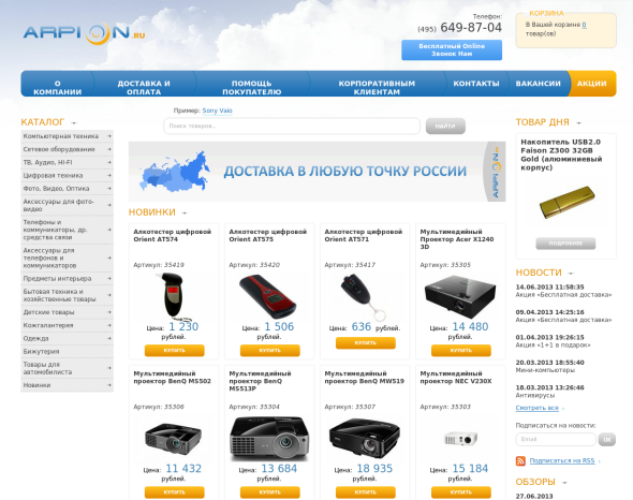 ARPION.RU
Телефон:
(495) 649-87-04
Бесплатный Online
Звонок Нам
КОРЗИНА
В Вашей корзине 0
товар(ов)
О
КОМПАНИИ
ДОСТАВКА И
ОПЛАТА
ПОМОЩЬ
ПОКУПАТЕЛЮ
КОРПОРАТИВНЫМ
КЛИЕНТАМ
КОНТАКТЫ
ВАКАНСИИ
АКЦИИ
КАТАЛОГ
Компьютерная техника
Сетевое оборудование
ТВ, Аудио, HI-FI
Цифровая техника
Фото, Видео, Оптика
Аксессуары для фото-
видео
Телефоны и
коммуникаторы, др.
средства связи
Аксессуары для
телефонов и
коммуникаторов
Предметы интерьера
Бытовая техника и
хозяйственные товары
Детские товары
Кожгалантерея
Одежда
Бижутерия
Товары для
автомобилиста
Новинки
Пример: Sony Vaio
Поиск товаров...
НАЙТИ
ДОСТАВКА В ЛЮБУЮ ТОЧКУ РОССИИ
ARPION
НОВИНКИ
Алкотестер цифровой
Orient AT574
Артикул: 35419
Цена: 1 230
рублей.
КУПИТЬ
Алкотестер цифровой
Orient AT575
Артикул: 35420
Цена: 1 506
рублей.
КУПИТЬ
Алкотестер цифровой
Orient AT571
Артикул: 35417
Цена: 636 рублей.
КУПИТЬ
Мультимедийный
Проектор Acer X1240
3D
Артикул: 35305
Цена: 14 480
рублей.
КУПИТЬ
Мультимедийный
проектор BenQ MS502
Артикул: 35306
Цена: 11 432
рублей.
КУПИТЬ
Мультимедийный
проектор BenQ
MS513P
Артикул: 35304
Цена: 13 684
рублей.
КУПИТЬ
Мультимедийный
проектор BenQ MW519
Артикул: 35307
Цена: 18 935
рублей.
КУПИТЬ
Мультимедийный
проектор NEC V230X
Артикул: 35303
Цена: 15 184
рублей.
КУПИТЬ
ТОВАР ДНЯ
Накопитель USB2.0
Faison Z300 32GB
Gold (алюминиевый
корпус)
ПОДРОБНЕЕ
НОВОСТИ
14.06.2013 11:58:35
Акция «Бесплатная доставка»
09.04.2013 14:25:16
Акция «Бесплатная доставка»
01.04.2013 19:26:15
Акция «1+1 в подарок»
20.03.2013 18:55:40
Мини-компьютеры
18.03.2013 13:26:46
Антивирусы
Смотреть все
Подписаться на новости:
Email
ОК
Подписаться на RSS
ОБЗОРЫ
27.06.2013